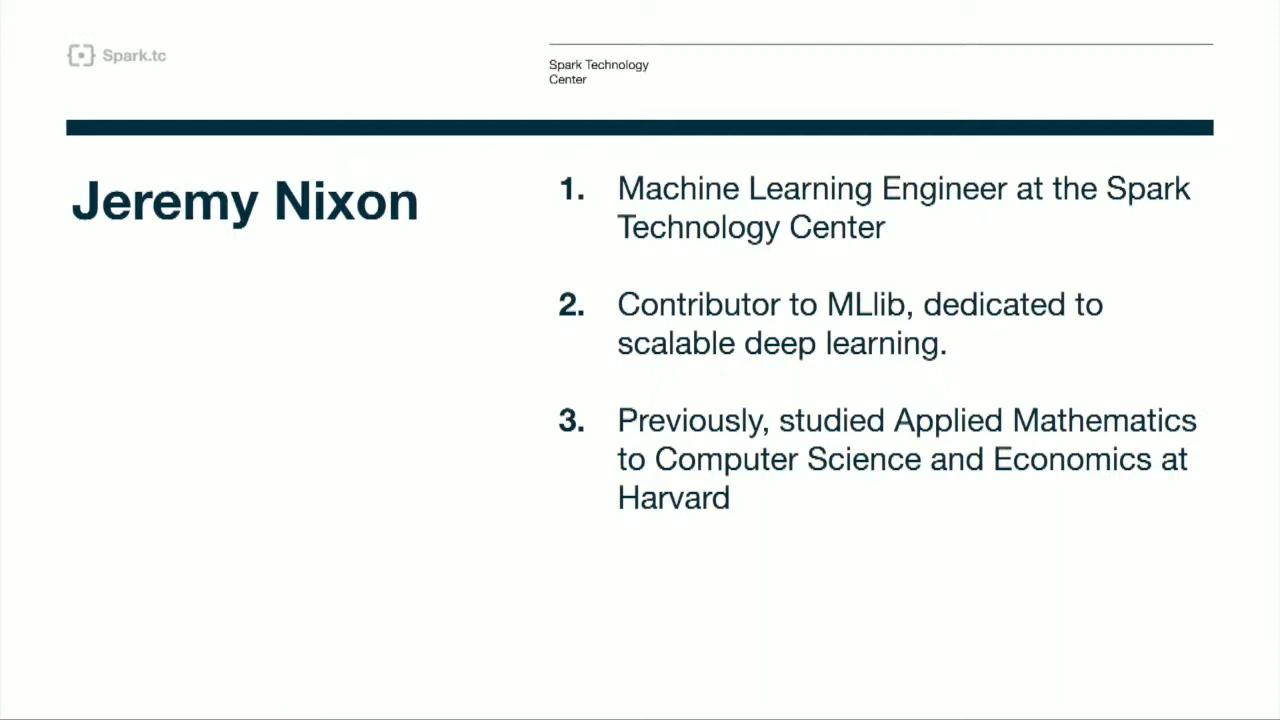 Spark.tc
Spark Technology
Center
Jeremy Nixon
1. Machine Learning Engineer at the Spark
Technology Center
2. Contributor to MLlib, dedicated to
scalable deep learning.
3. Previously, studied Applied Mathematics
to Computer Science and Economics at
Harvard